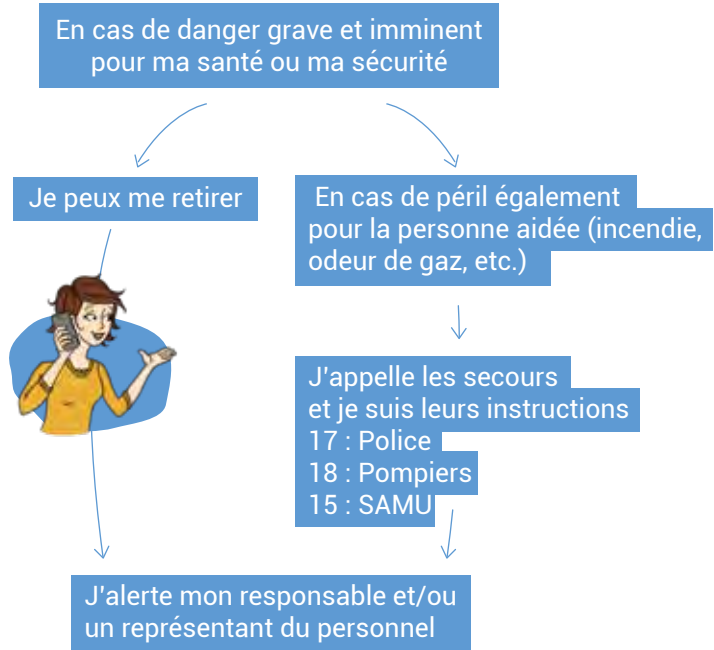 En cas de danger grave et imminent
pour ma santé ou ma sécurité
Je peux me retirer
En cas de péril également
pour la personne aidée (incendie,
odeur de gaz, etc.)
J'appelle les secours
et je suis leurs instructions
17 : Police
18 : Pompiers
15 : SAMU
J'alerte mon responsable et/ou
un représentant du personnel